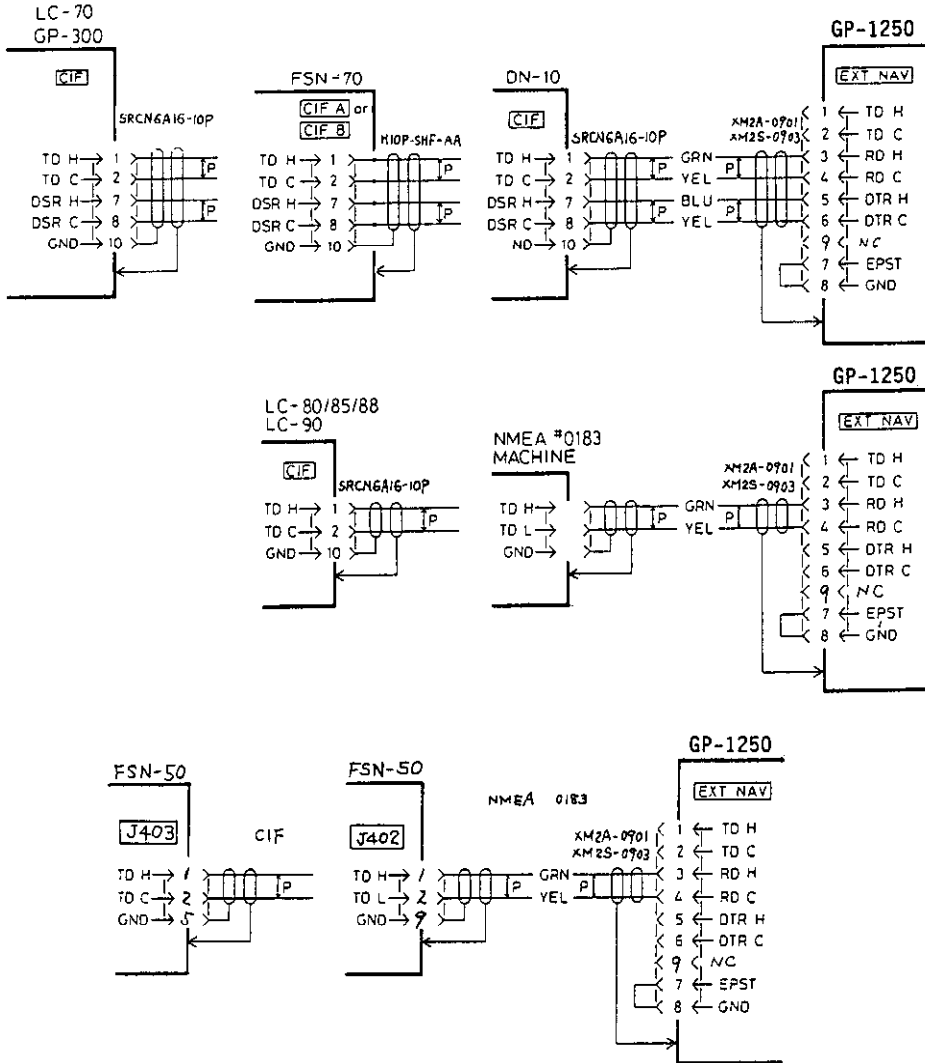 LC-70
GP-300
CIF
SRCN6A16-10P
TD H 1
TD C 2
DSR H 7
DSR C 8
GND 10
P
P
FSN-70
CIF A or
CIF B
H10P-SHF-AA
TD H 1
TD C 2
DSR H 7
DSR C 8
GND 10
P
P
DN-10
CIF
SRCN6A16-10P
TD H 1
TD C 2
DSR H 7
DSR C 8
ND 10
P
P
GRN
YEL
BLU
YEL
P
P
XM2A-0901
XM2S-0903
GP-1250
EXT NAV
1 TD H
2 TD C
3 RD H
4 RD C
5 DTR H
6 DTR C
9 NC
7 EPST
8 GND
LC-80/85/88
LC-90
CIF
SRCN6A16-10P
TD H 1
TD C 2
GND 10
P
NMEA #0183
MACHINE
TD H
TD L
GND
P
GRN
YEL
P
XM2A-0901
XM2S-0903
GP-1250
EXT NAV
1 TD H
2 TD C
3 RD H
4 RD C
5 DTR H
6 DTR C
9 NC
7 EPST
8 GND
FSN-50
J403
CIF
TD H 1
TD C 2
GND 5
P
FSN-50
J402
NMEA 0183
TD H 1
TD L 2
GND 9
P
GRN
YEL
P
XM2A-0901
XM2S-0903
GP-1250
EXT NAV
1 TD H
2 TD C
3 RD H
4 RD C
5 DTR H
6 DTR C
9 NC
7 EPST
8 GND